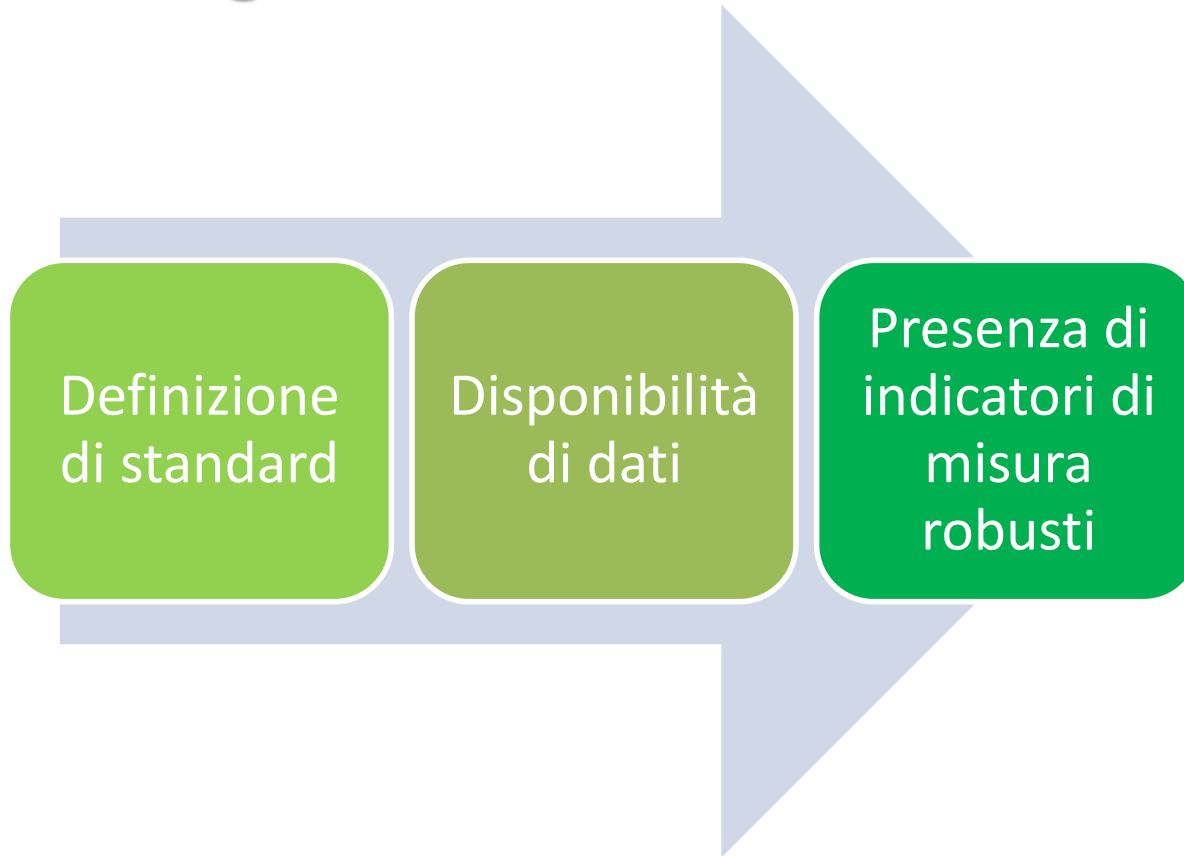 Definizione
di standard
Disponibilità
di dati
Presenza di
indicatori di
misura
robusti